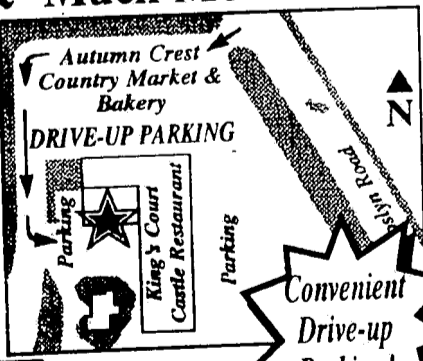 Autumn Crest
Country Market &
Bakery
DRIVE-UP PARKING
N
Parking
King's Court
Castle Restaurant
Parking
Road
Convenient
Drive-up